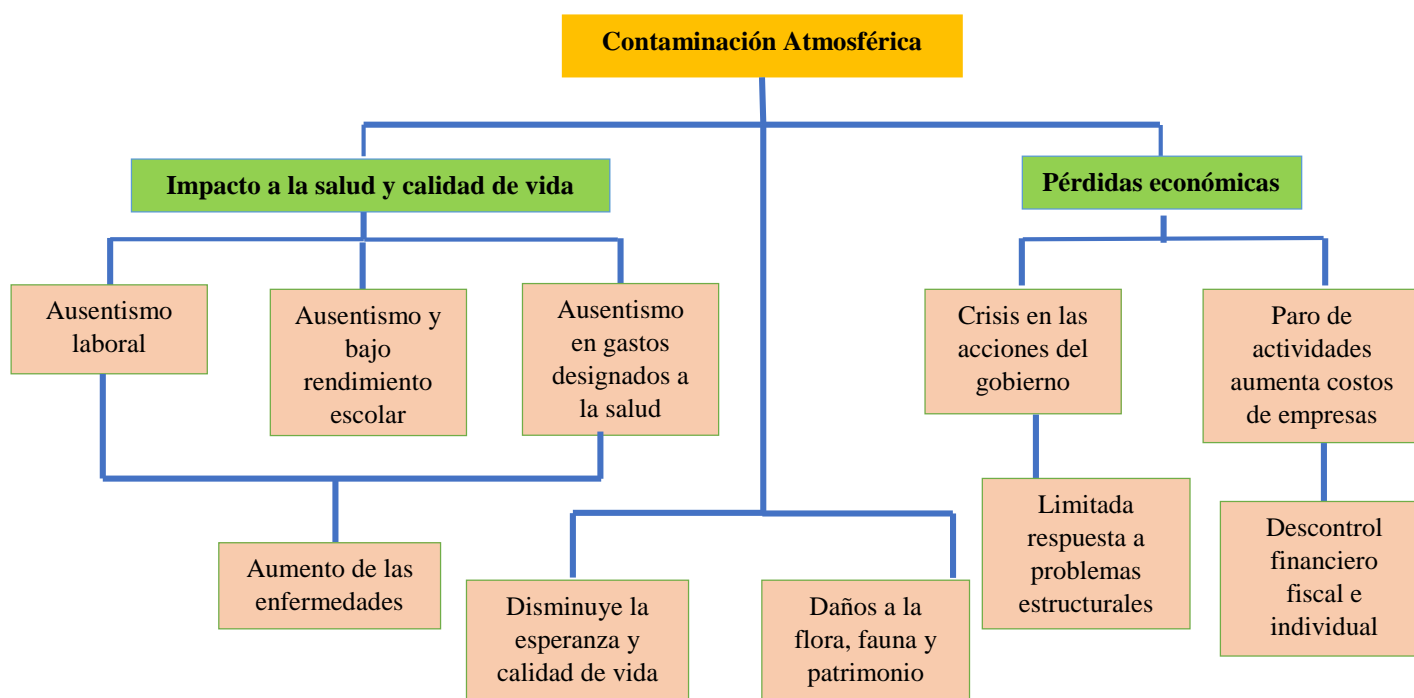 Contaminación Atmosférica
Impacto a la salud y calidad de vida
Pérdidas económicas
Ausentismo
laboral
Ausentismo y
bajo
rendimiento
escolar
Ausentismo
en gastos
designados a
la salud
Crisis en las
acciones del
gobierno
Paro de
actividades
aumenta costos
de empresas
Aumento de las
enfermedades
Disminuye la
esperanza y
calidad de vida
Daños a la
flora, fauna y
patrimonio
Limitada
respuesta a
problemas
estructurales
Descontrol
financiero
fiscal e
individual